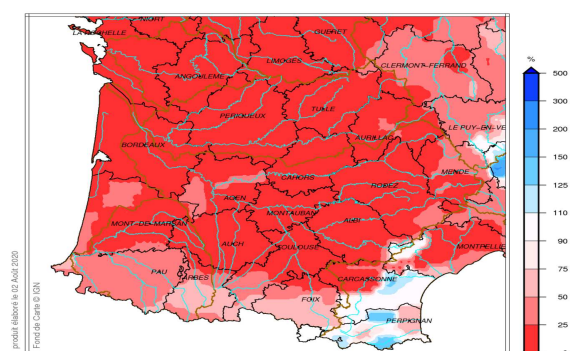 NIORT
GUERET
LA ROCHELLE
LIMOGES
CLERMONT-FERRAND
ANGOULEME
TULLE
PERIGUEUX
LE PUY-EN-VE
AURILLAC
BORDEAUX
MENDE
CAHORS
RODEZ
AGEN
MONTAUBAN
ALBI
MONT-DE-MARSAN
AUCH
TOULOUSE
MONTPELLIE
PAU
TARBES
CARCASSONNE
FOIX
PERPIGNAN
produit élaboré le 02 Août 2020
Fond de Carte © IGN
%
500
300
200
150
125
110
90
75
50
25